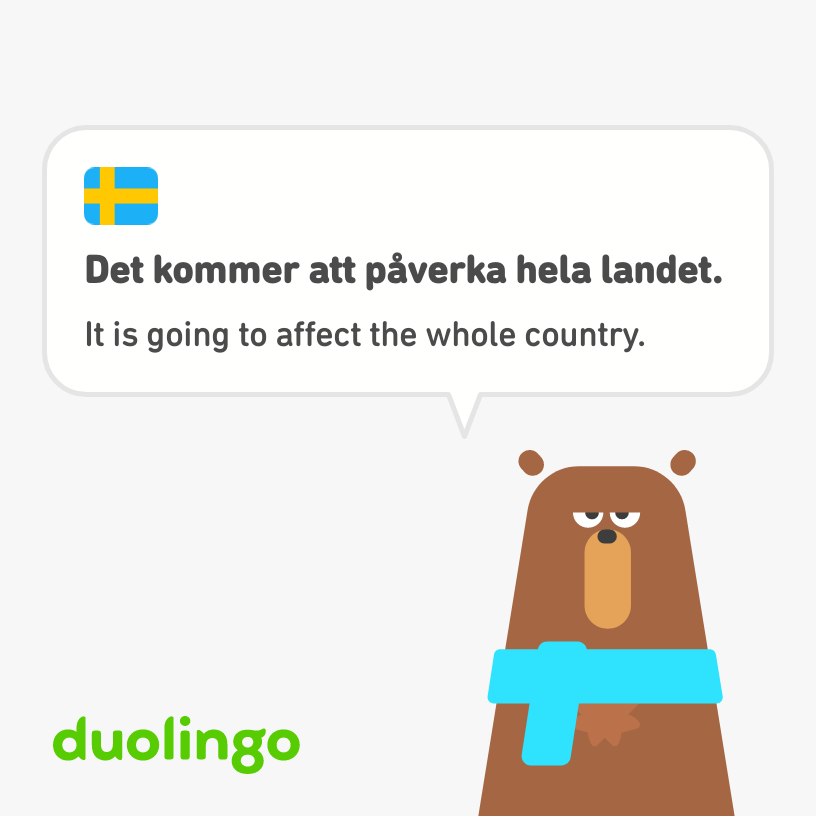 Det kommer att påverka hela landet.
It is going to affect the whole country.
duolingo